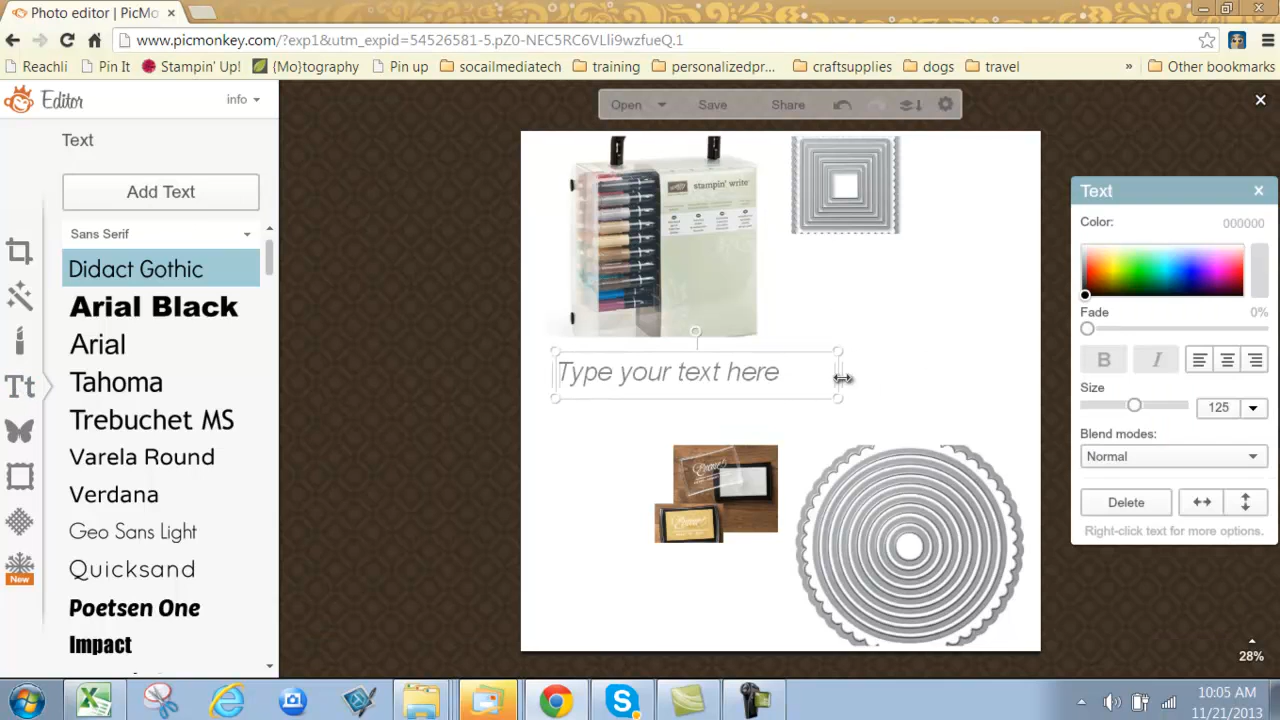 Photo editor | PicMo
www.picmonkey.com/?exp1&utm_expid=54526581-5.pZ0-NEC5RC6VLli9wzfueQ.1
Reachli Pin It Stampin' Up! (Mo)tography Pin up socailmediatech training personalizedpr... craftsupplies dogs travel » Other bookmarks
Editor info
Open Save Share
Text
Add Text
Sans Serif
Didact Gothic
Arial Black
Arial
Tahoma
Trebuchet MS
Varela Round
Verdana
Geo Sans Light
Quicksand
Poetsen One
Impact
New
stampin' write
Type your text here
Text
Color: 000000
Fade 0%
B I
Size
125
Blend modes:
Normal
Delete
Right-click text for more options.
28%
10:05 AM
11/21/2013